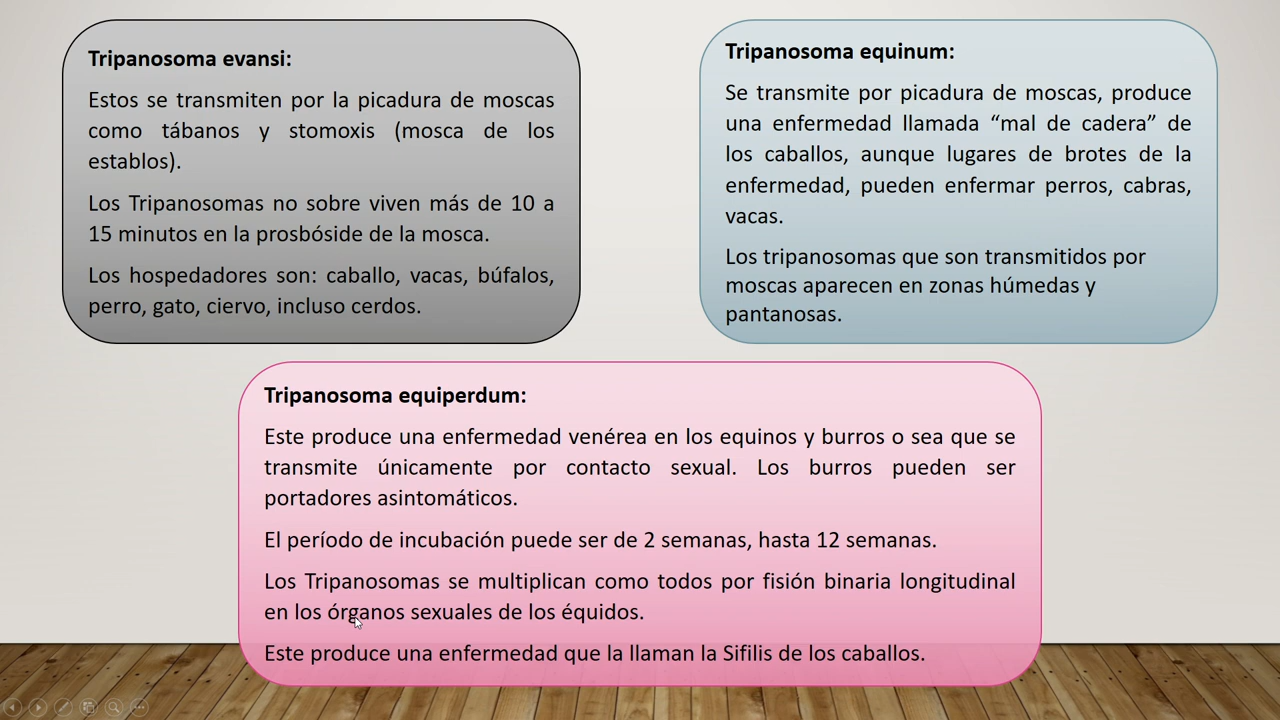 Tripanosoma evansi:
Estos se transmiten por la picadura de moscas
como tábanos y stomoxis (mosca de los
establos).
Los Tripanosomas no sobre viven más de 10 a
15 minutos en la prosbóside de la mosca.
Los hospedadores son: caballo, vacas, búfalos,
perro, gato, ciervo, incluso cerdos.
Tripanosoma equinum:
Se transmite por picadura de moscas, produce
una enfermedad llamada “mal de cadera” de
los caballos, aunque lugares de brotes de la
enfermedad, pueden enfermar perros, cabras,
vacas.
Los tripanosomas que son transmitidos por
moscas aparecen en zonas húmedas y
pantanosas.
Tripanosoma equiperdum:
Este produce una enfermedad venérea en los equinos y burros o sea que se
transmite únicamente por contacto sexual. Los burros pueden ser
portadores asintomáticos.
El período de incubación puede ser de 2 semanas, hasta 12 semanas.
Los Tripanosomas se multiplican como todos por fisión binaria longitudinal
en los órganos sexuales de los équidos.
Este produce una enfermedad que la llaman la Sifilis de los caballos.